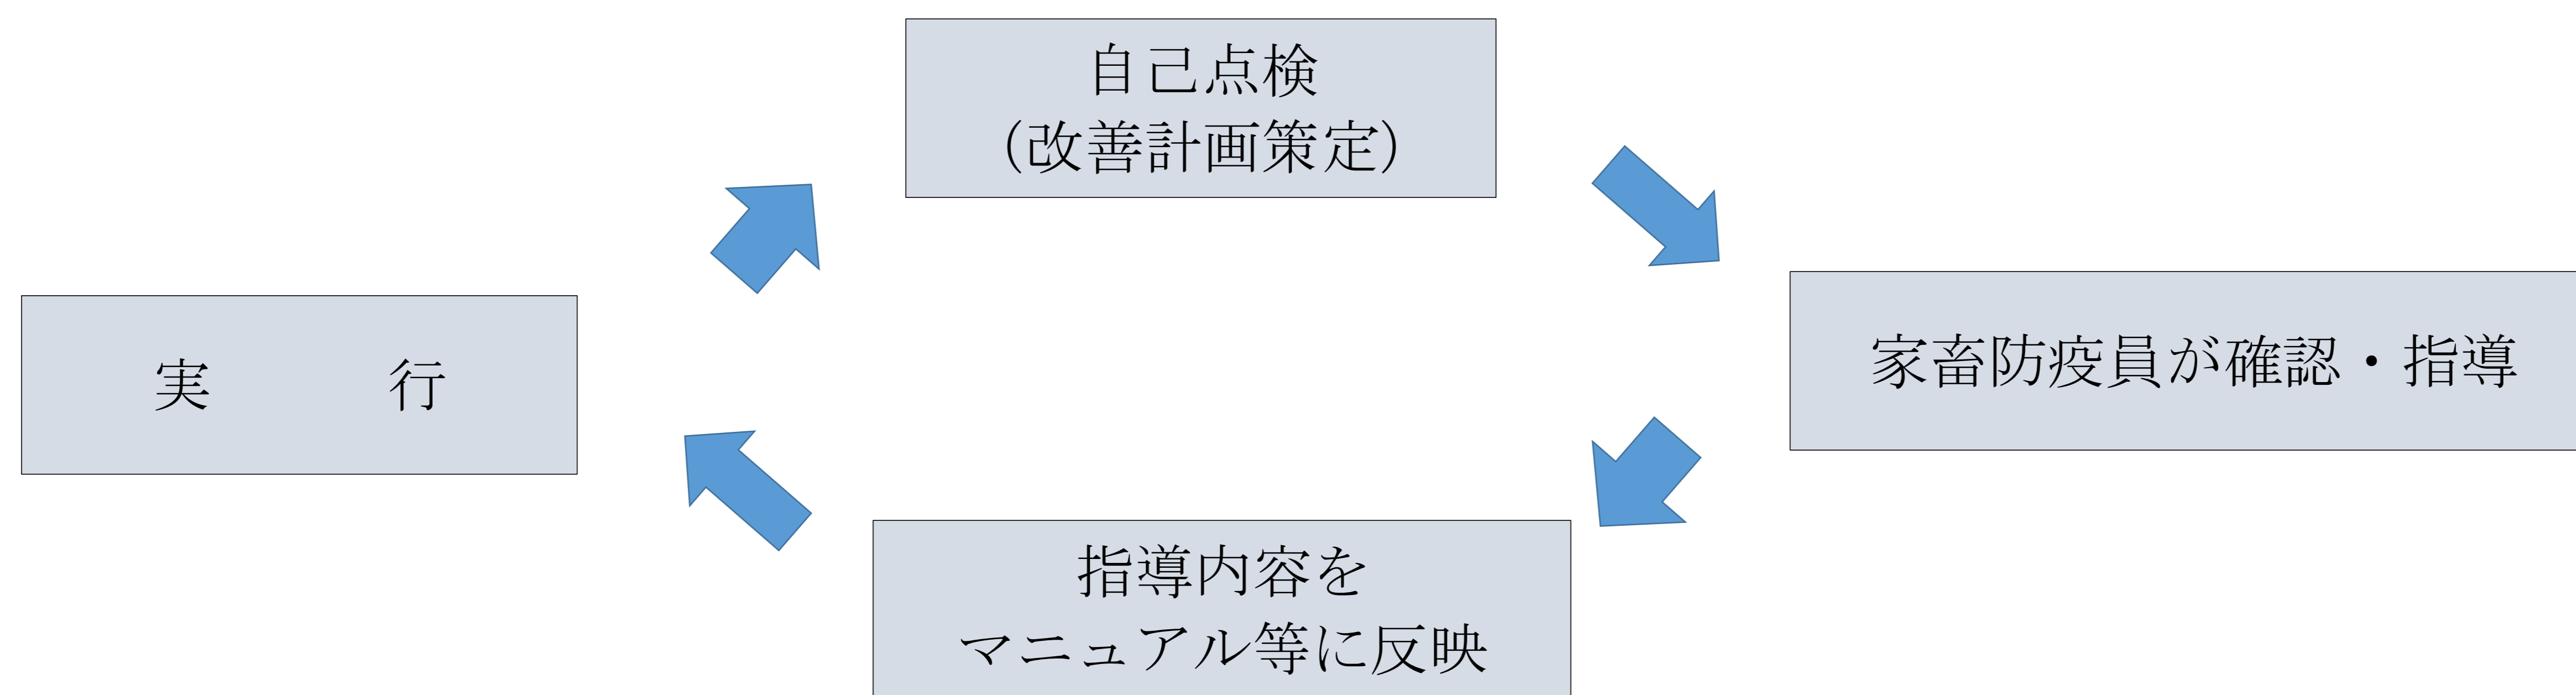 自己点検
（改善計画策定）
家畜防疫員が確認・指導
実　　　行
指導内容を
マニュアル等に反映